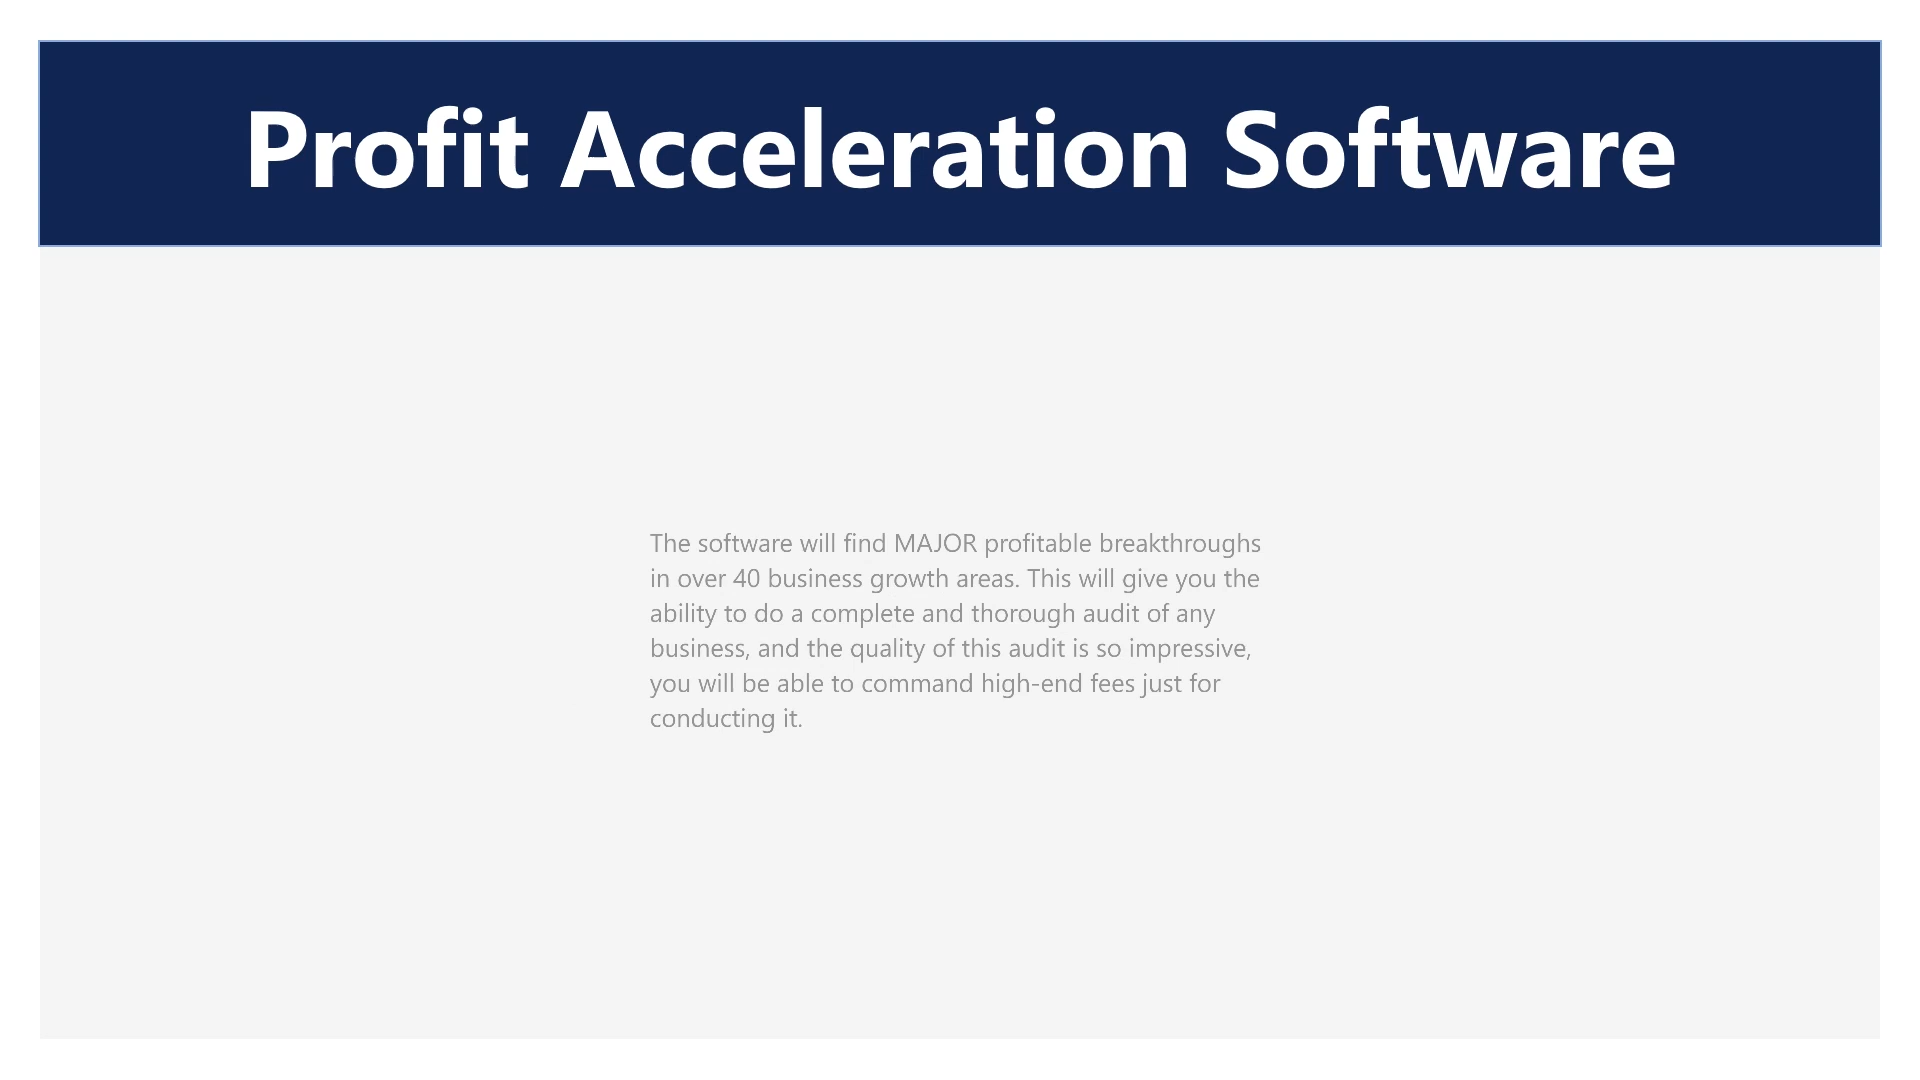 Profit Acceleration Software
The software will find MAJOR profitable breakthroughs
in over 40 business growth areas. This will give you the
ability to do a complete and thorough audit of any
business, and the quality of this audit is so impressive,
you will be able to command high-end fees just for
conducting it.